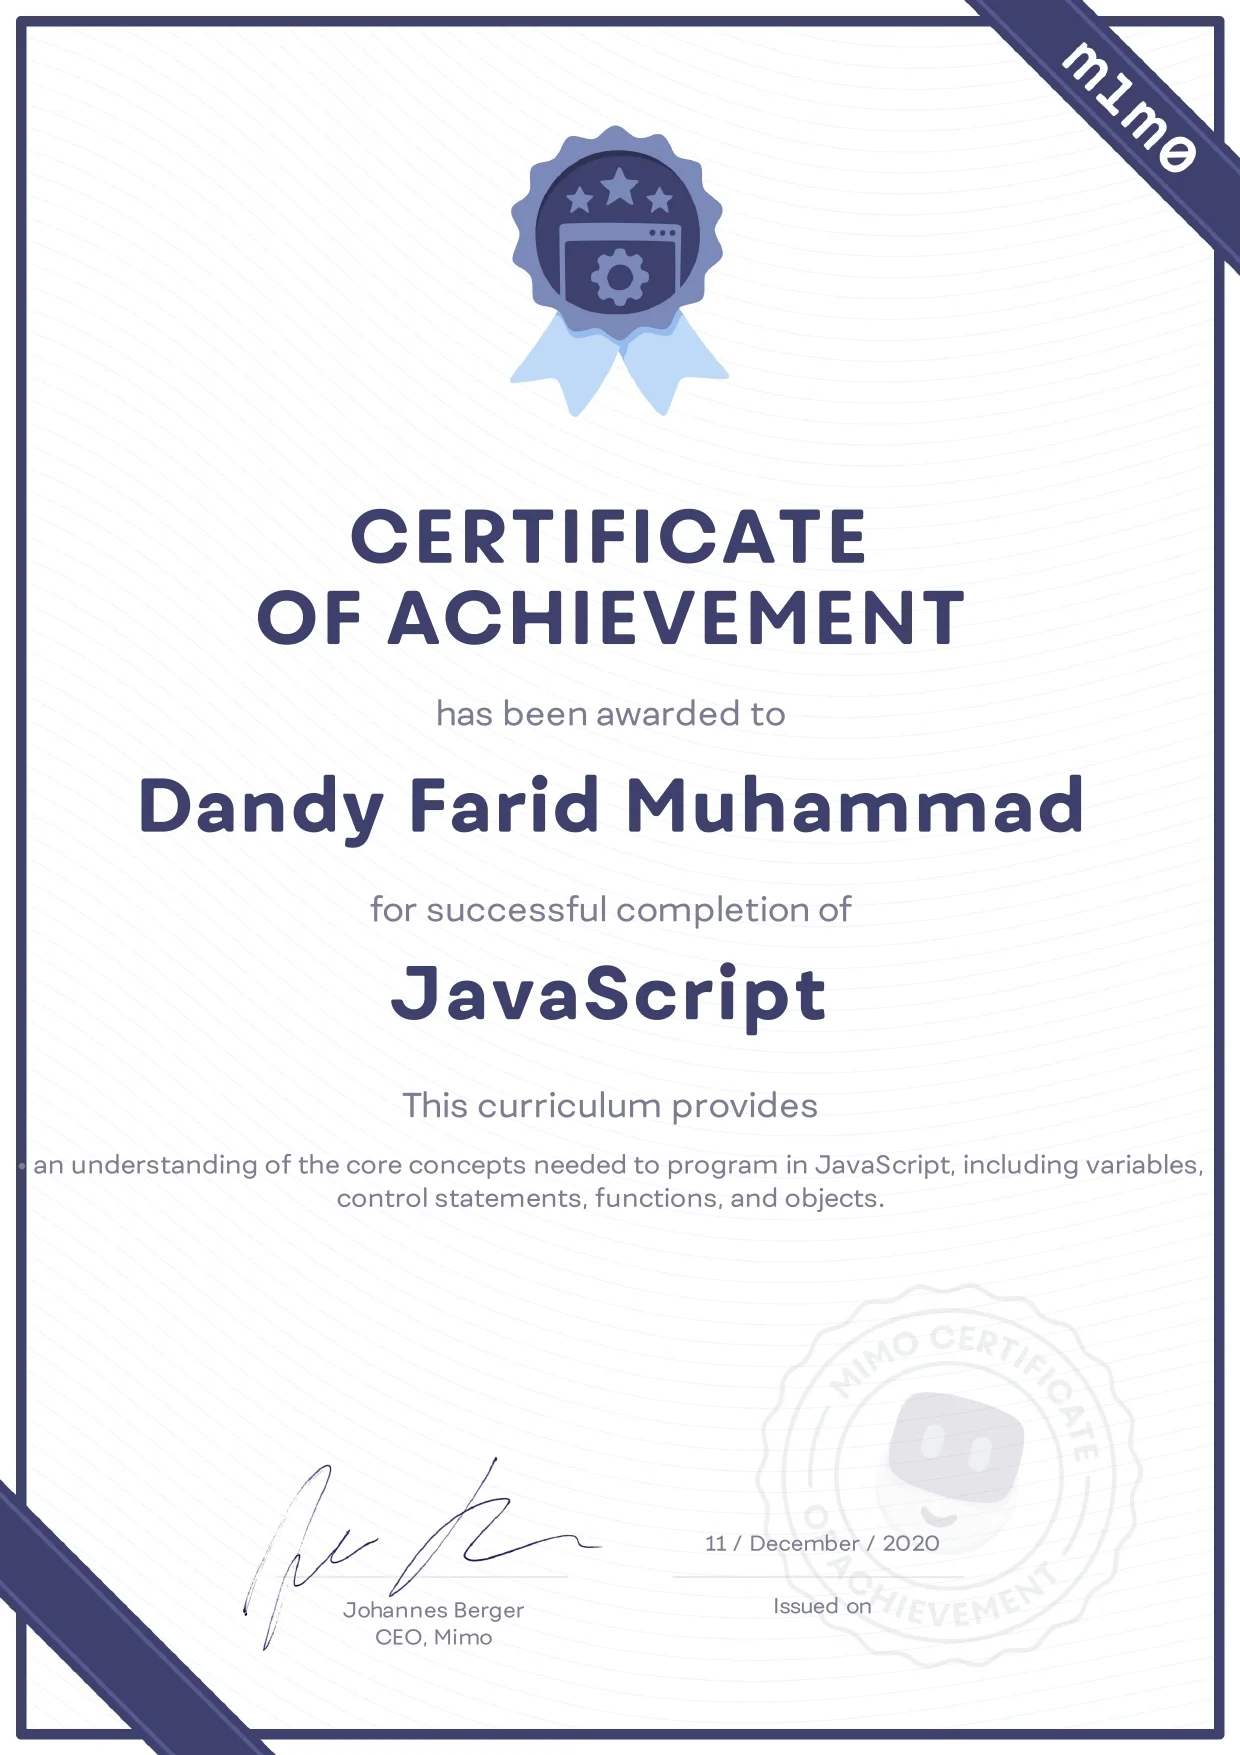 m1m0
CERTIFICATE
OF ACHIEVEMENT
has been awarded to
Dandy Farid Muhammad
for successful completion of
JavaScript
This curriculum provides
• an understanding of the core concepts needed to program in JavaScript, including variables,
control statements, functions, and objects.
MIMO CERTIFICATE
OF ACHIEVEMENT
11 / December / 2020
Issued on
Johannes Berger
CEO, Mimo